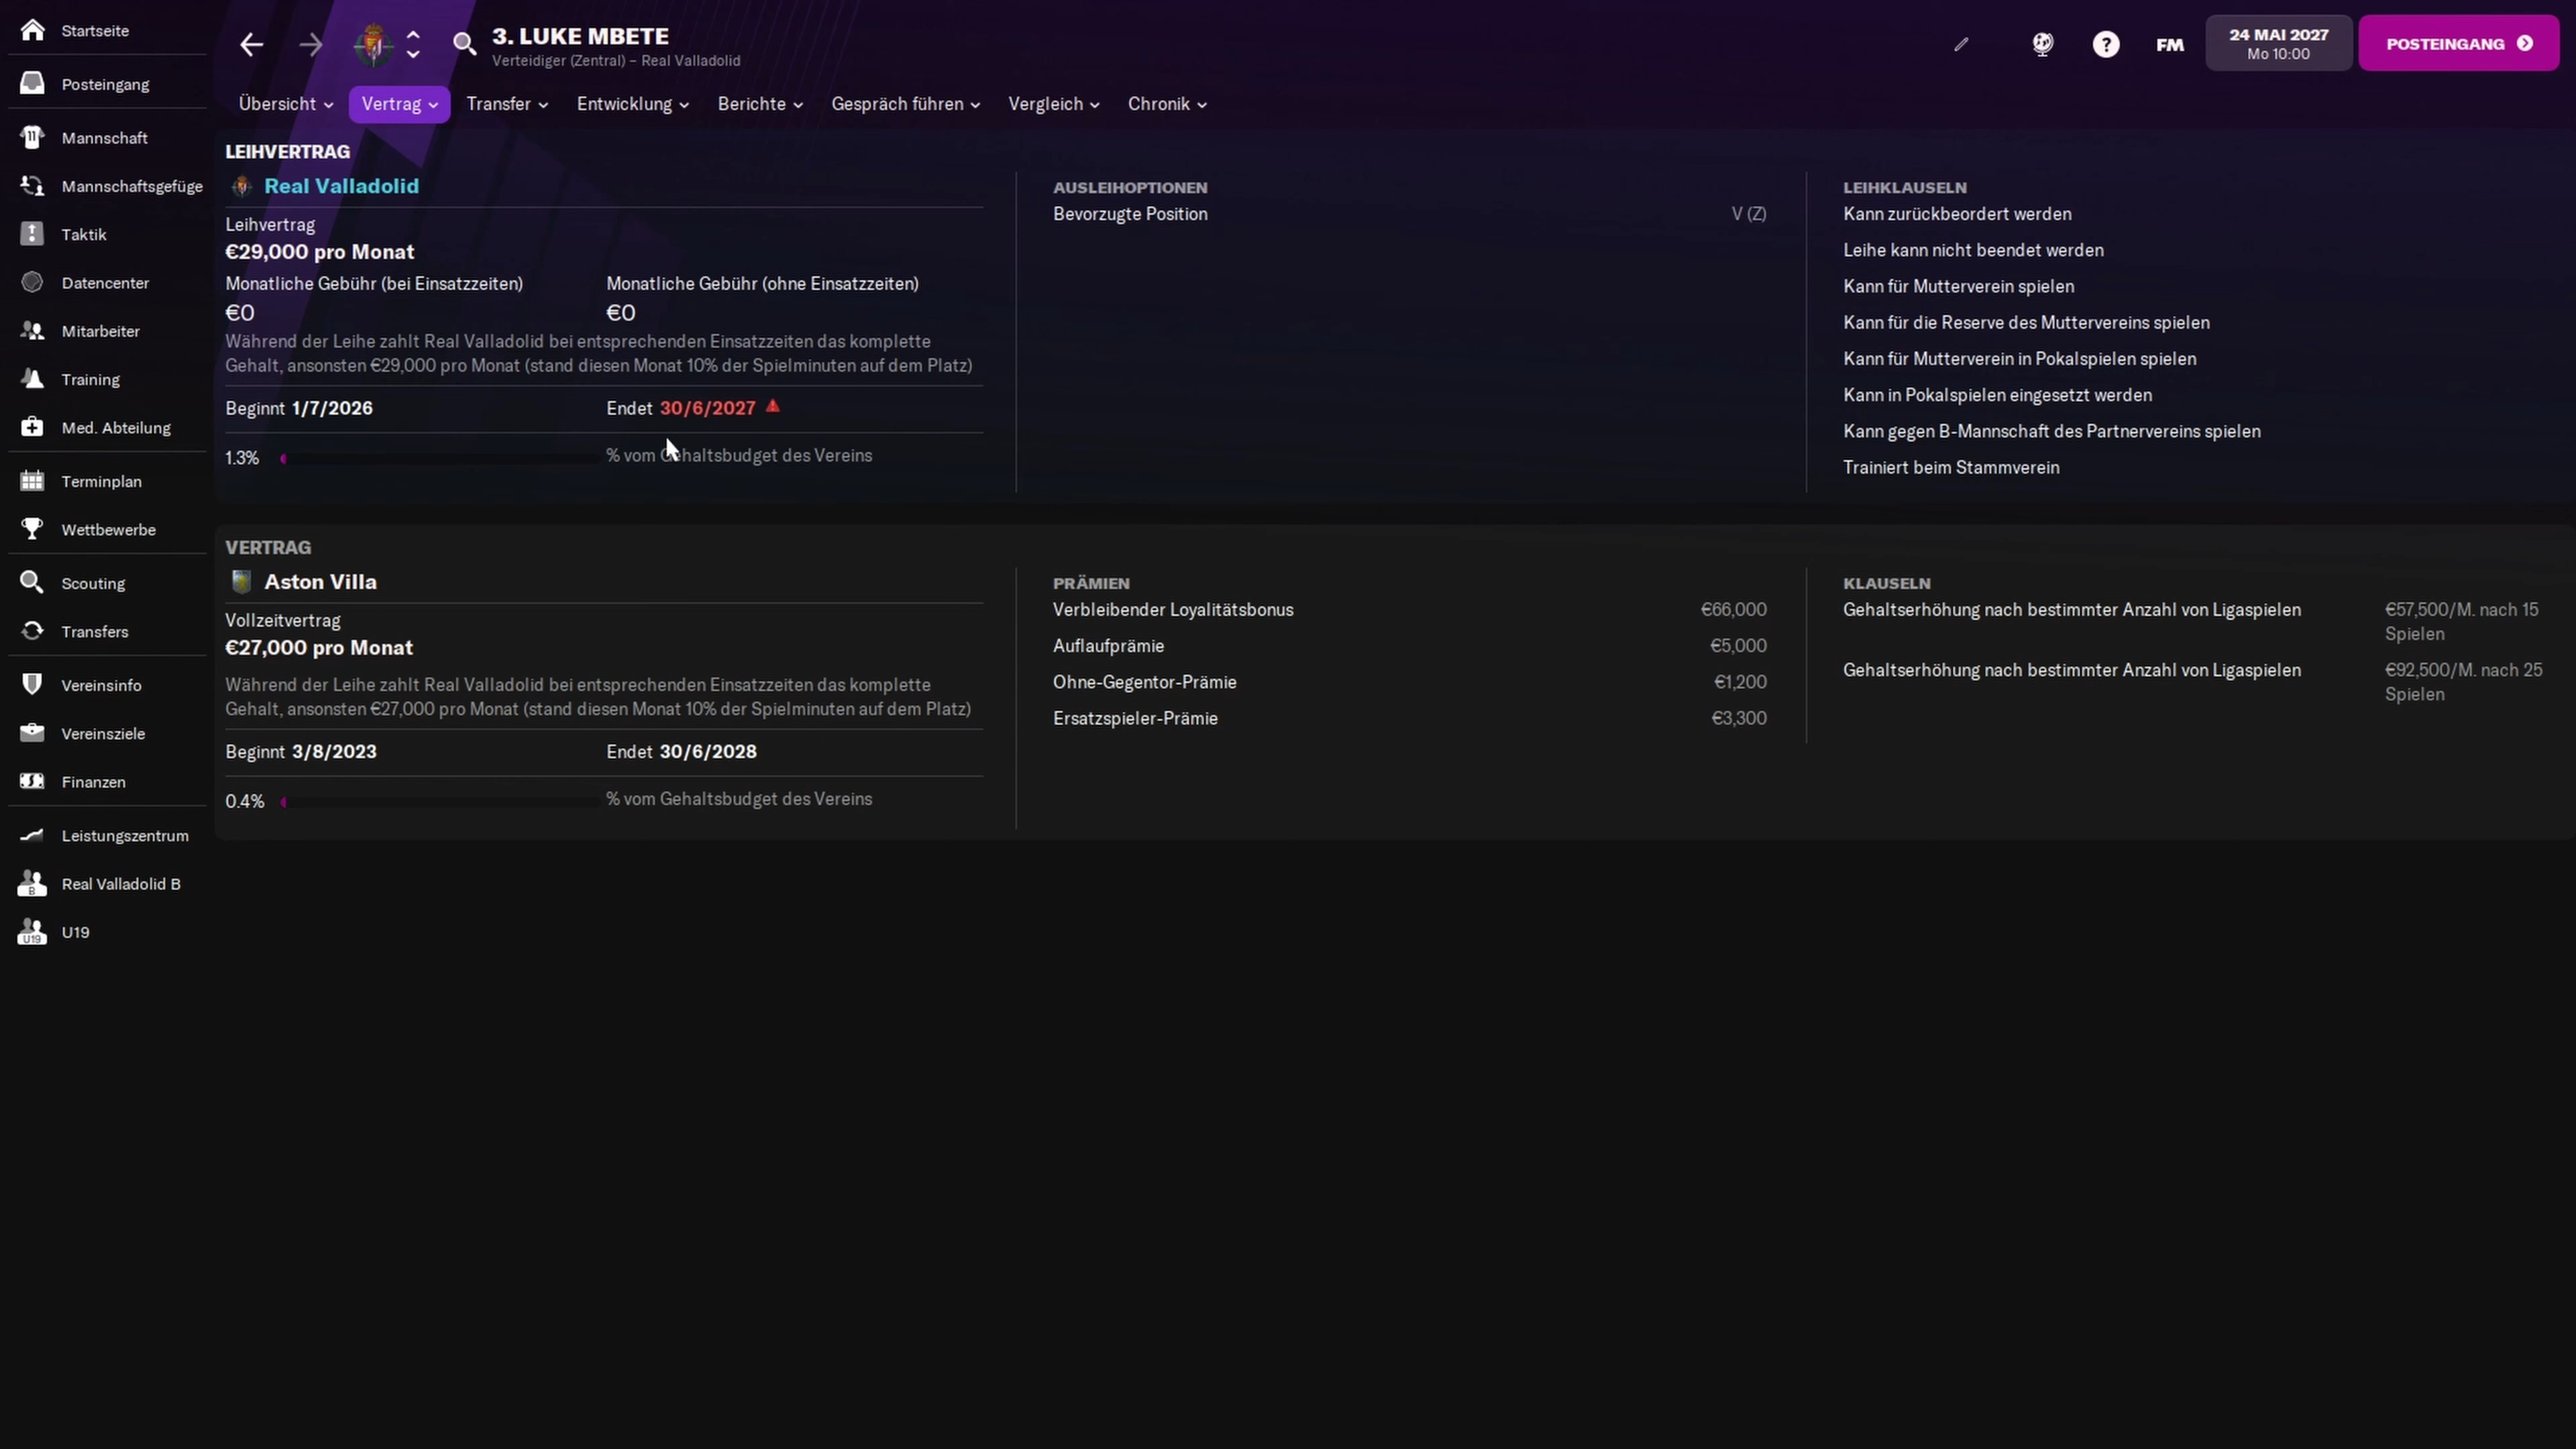 Startseite
Posteingang
Mannschaft
Mannschaftsgefüge
Taktik
Datencenter
Mitarbeiter
Training
Med. Abteilung
Terminplan
Wettbewerbe
Scouting
Transfers
Vereinsinfo
Vereinsziele
Finanzen
Leistungszentrum
B
Real Valladolid B
U19
U19
3. LUKE MBETE
Verteidiger (Zentral) – Real Valladolid
?
FM
24 MAI 2027
Mo 10:00
POSTEINGANG
Übersicht
Vertrag
Transfer
Entwicklung
Berichte
Gespräch führen
Vergleich
Chronik
LEIHVERTRAG
Real Valladolid
Leihvertrag
€29,000 pro Monat
Monatliche Gebühr (bei Einsatzzeiten)
€0
Monatliche Gebühr (ohne Einsatzzeiten)
€0
Während der Leihe zahlt Real Valladolid bei entsprechenden Einsatzzeiten das komplette
Gehalt, ansonsten €29,000 pro Monat (stand diesen Monat 10% der Spielminuten auf dem Platz)
Beginnt 1/7/2026
Endet 30/6/2027
1.3%
% vom Gehaltsbudget des Vereins
AUSLEIHOPTIONEN
Bevorzugte Position V (Z)
LEIHKLAUSELN
Kann zurückbeordert werden
Leihe kann nicht beendet werden
Kann für Mutterverein spielen
Kann für die Reserve des Muttervereins spielen
Kann für Mutterverein in Pokalspielen spielen
Kann in Pokalspielen eingesetzt werden
Kann gegen B-Mannschaft des Partnervereins spielen
Trainiert beim Stammverein
VERTRAG
Aston Villa
Vollzeitvertrag
€27,000 pro Monat
Während der Leihe zahlt Real Valladolid bei entsprechenden Einsatzzeiten das komplette
Gehalt, ansonsten €27,000 pro Monat (stand diesen Monat 10% der Spielminuten auf dem Platz)
Beginnt 3/8/2023
Endet 30/6/2028
0.4%
% vom Gehaltsbudget des Vereins
PRÄMIEN
Verbleibender Loyalitätsbonus €66,000
Auflaufprämie €5,000
Ohne-Gegentor-Prämie €1,200
Ersatzspieler-Prämie €3,300
KLAUSELN
Gehaltserhöhung nach bestimmter Anzahl von Ligaspielen €57,500/M. nach 15
Spielen
Gehaltserhöhung nach bestimmter Anzahl von Ligaspielen €92,500/M. nach 25
Spielen